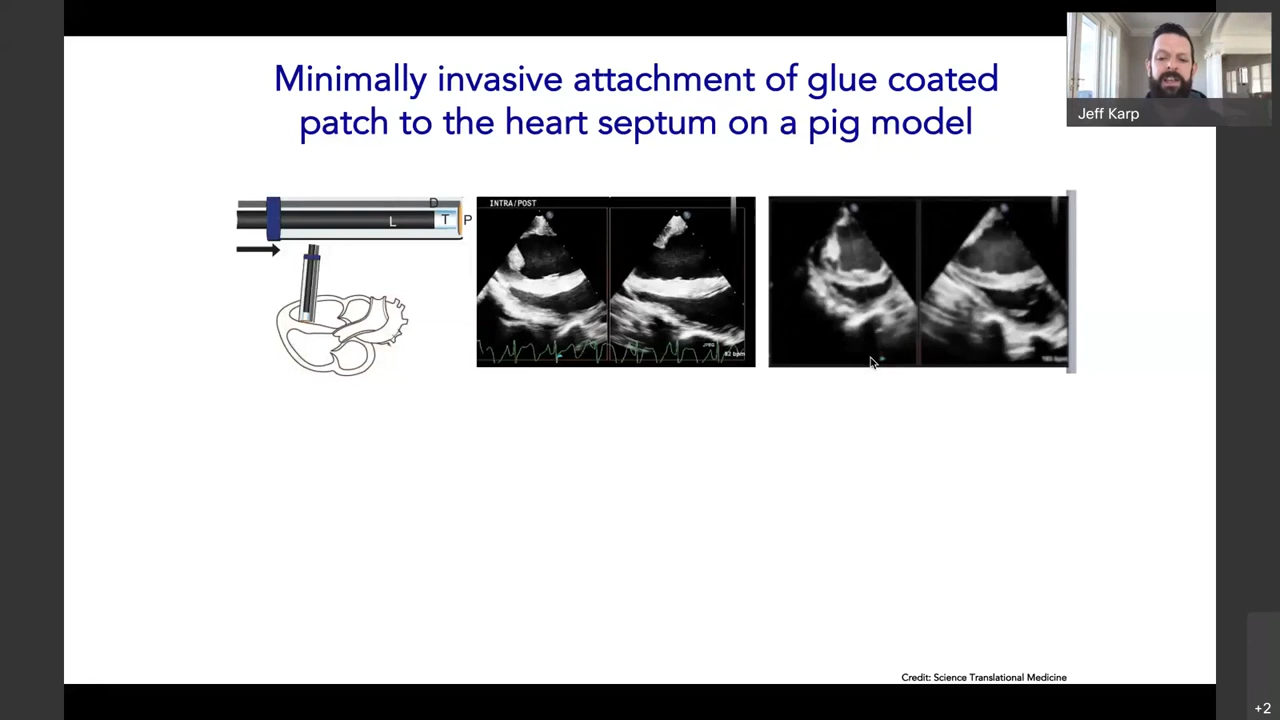 Minimally invasive attachment of glue coated
patch to the heart septum on a pig model
Jeff Karp
D
L
T
P
INTRA/POST
Credit: Science Translational Medicine
+2